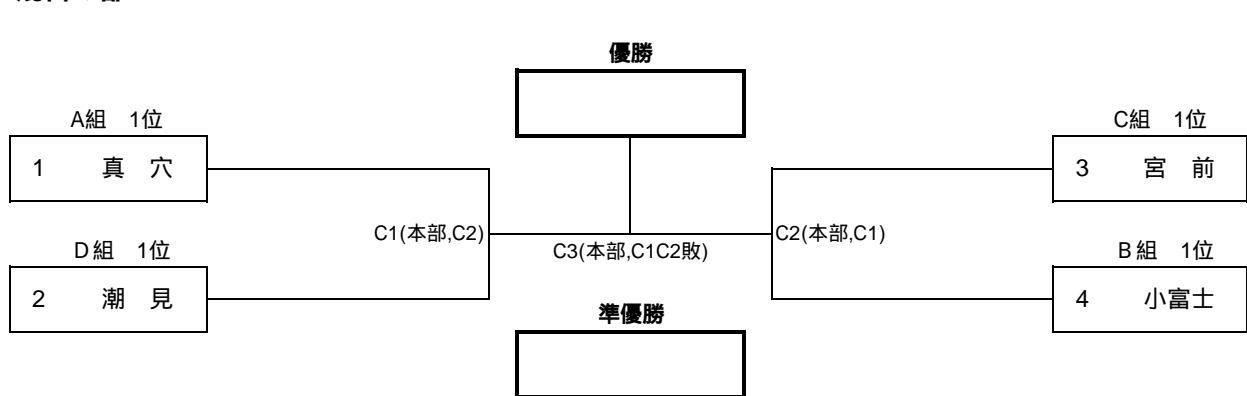 優勝
A組 1位
C組 1位
1 真 穴
3 宮 前
C1(本部,C2)
C3(本部,C1C2敗)
C2(本部,C1)
D組 1位
B組 1位
2 潮 見
4 小富士
準優勝